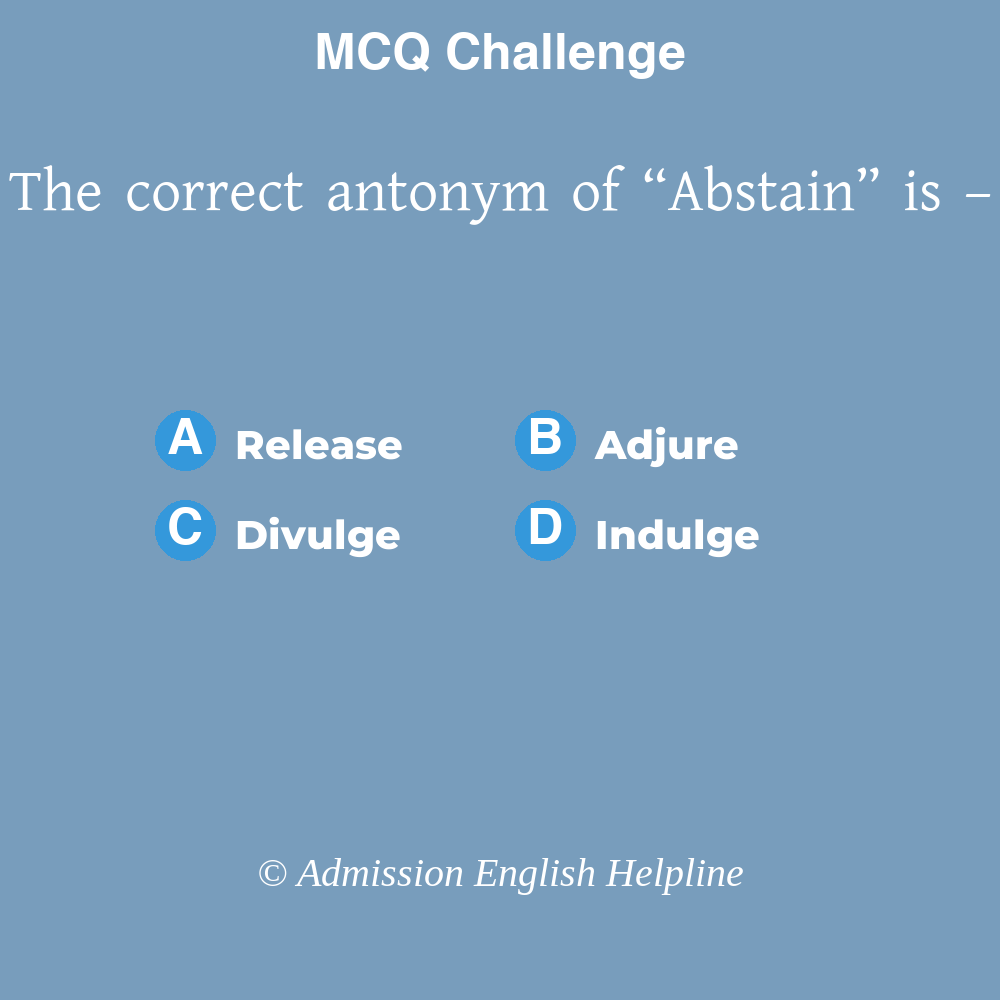 MCQ Challenge
The correct antonym of “Abstain” is –
A Release B Adjure
C Divulge D Indulge
© Admission English Helpline